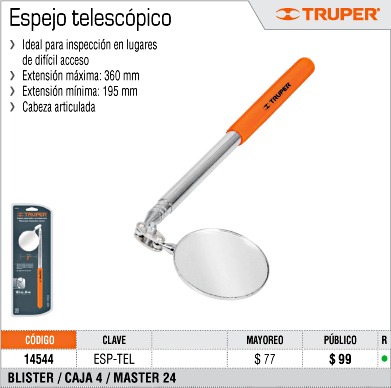 Espejo telescópico
TRUPER®
› Ideal para inspección en lugares
de difícil acceso
› Extensión máxima: 360 mm
› Extensión mínima: 195 mm
› Cabeza articulada
TRUPER
TRUPER
CÓDIGO CLAVE MAYOREO PÚBLICO R
14544 ESP-TEL $ 77 $ 99 ●
BLISTER / CAJA 4 / MASTER 24